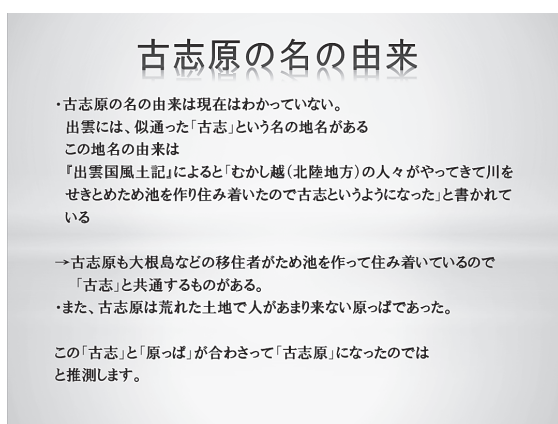 古志原の名の由来
・古志原の名の由来は現在はわかっていない。
出雲には、似通った「古志」という名の地名がある
この地名の由来は
『出雲国風土記』によると「むかし越（北陸地方）の人々がやってきて川を
せきとめため池を作り住み着いたので古志というようになった」と書かれて
いる
→古志原も大根島などの移住者がため池を作って住み着いているので
「古志」と共通するものがある。
・また、古志原は荒れた土地で人があまり来ない原っぱであった。
この「古志」と「原っぱ」が合わさって「古志原」になったのでは
と推測します。